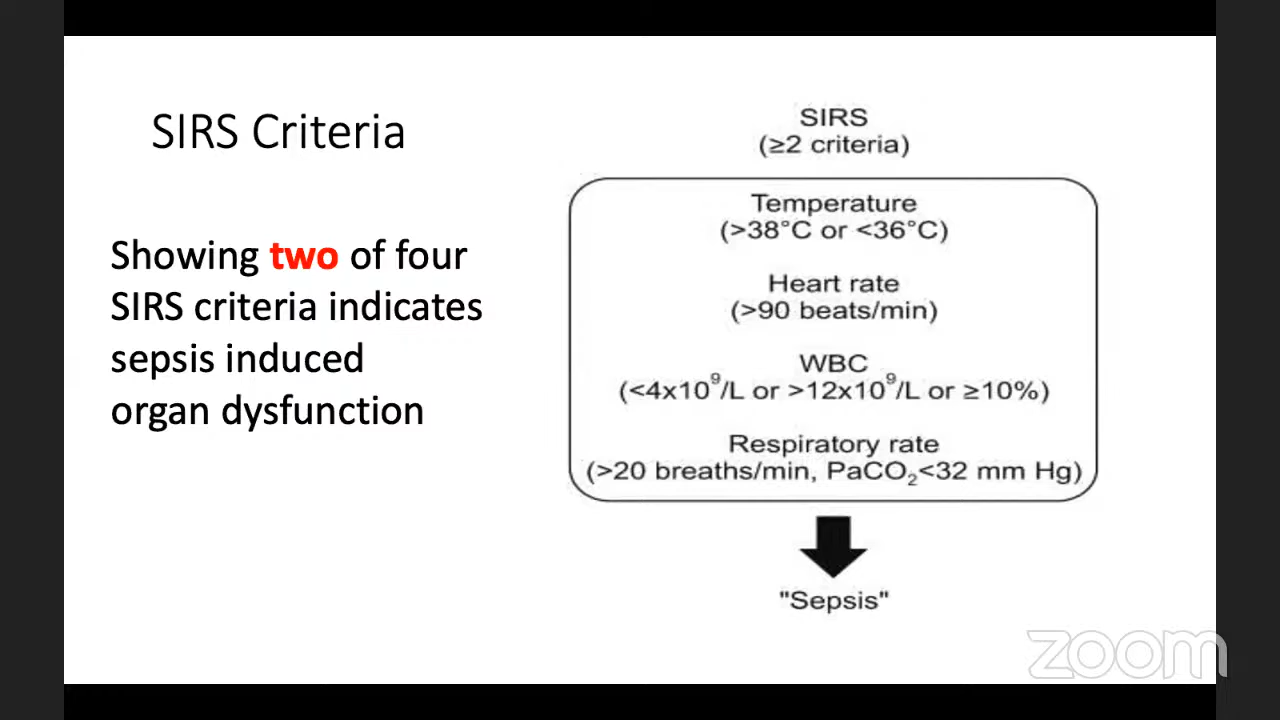 SIRS Criteria
Showing two of four
SIRS criteria indicates
sepsis induced
organ dysfunction
SIRS
(≥2 criteria)
Temperature
(>38°C or <36°C)
Heart rate
(>90 beats/min)
WBC
(<4x10⁹/L or >12x10⁹/L or ≥10%)
Respiratory rate
(>20 breaths/min, PaCO₂<32 mm Hg)
"Sepsis"
zoom